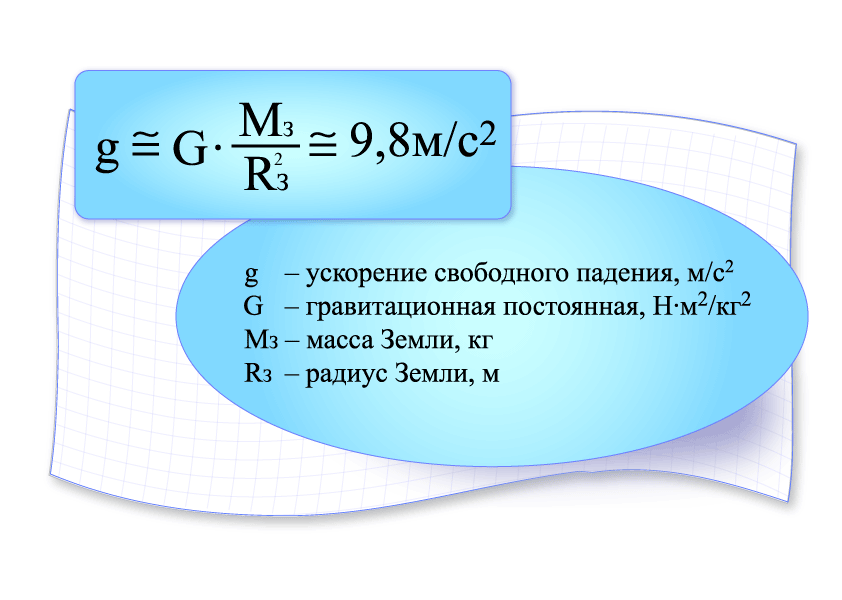 g ≅ G · Mз/Rз² ≅ 9,8м/с²
g – ускорение свободного падения, м/с²
G – гравитационная постоянная, Н·м²/кг²
Mз – масса Земли, кг
Rз – радиус Земли, м